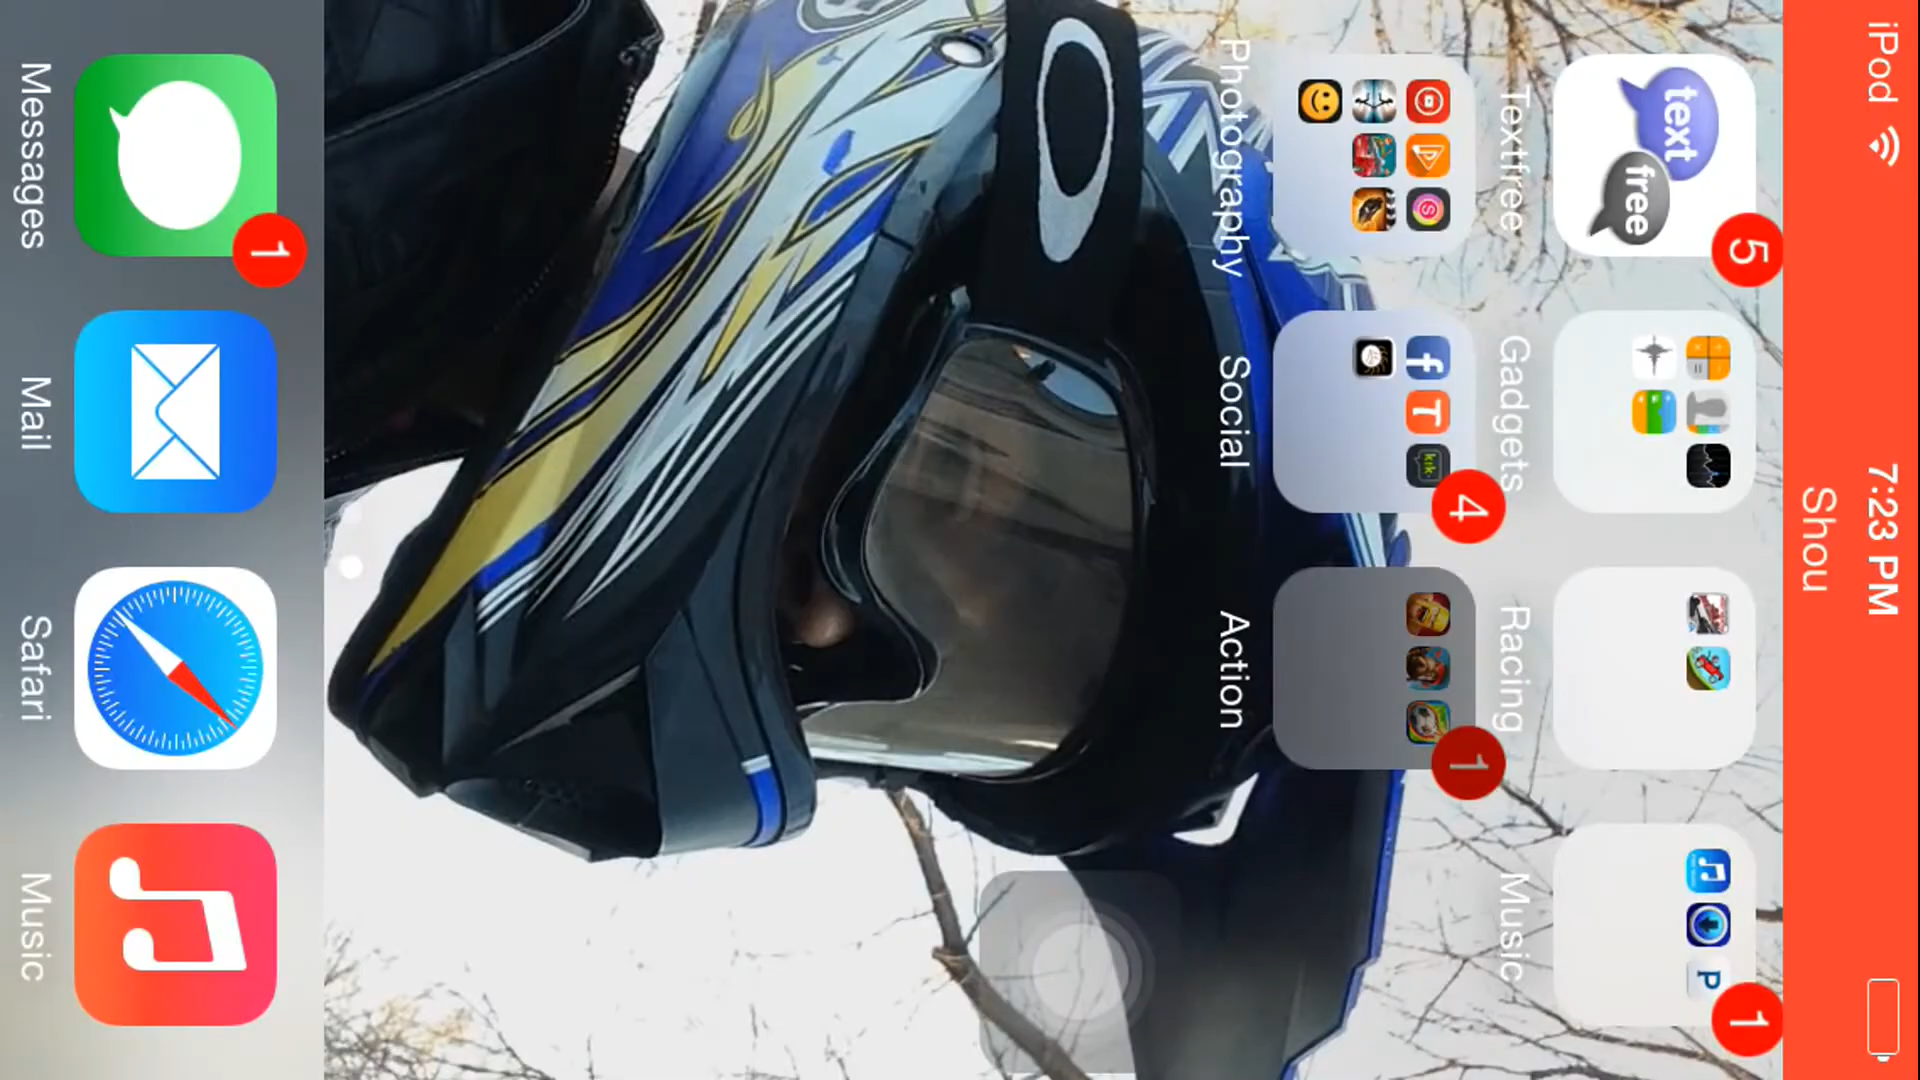 iPod 7:23 PM
Shou
text
free
5
1
Textfree Gadgets Racing Music
T
kik
4
1
P
Photography Social Action
1
Messages Mail Safari Music